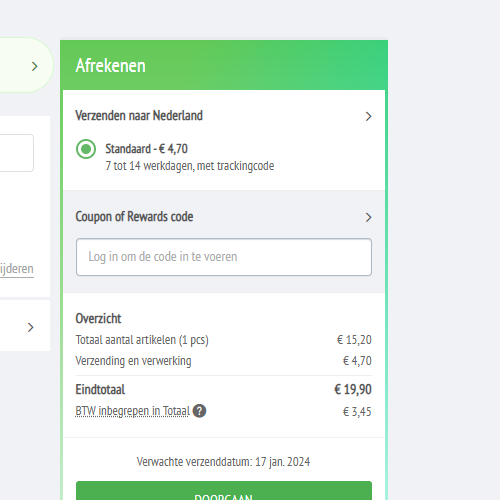 Afrekenen
Verzenden naar Nederland
Standaard - € 4,70
7 tot 14 werkdagen, met trackingcode
Coupon of Rewards code
Log in om de code in te voeren
ijderen
Overzicht
Totaal aantal artikelen (1 pcs) € 15,20
Verzending en verwerking € 4,70
Eindtotaal € 19,90
BTW inbegrepen in Totaal ? € 3,45
Verwachte verzenddatum: 17 jan. 2024
DOORGAAN